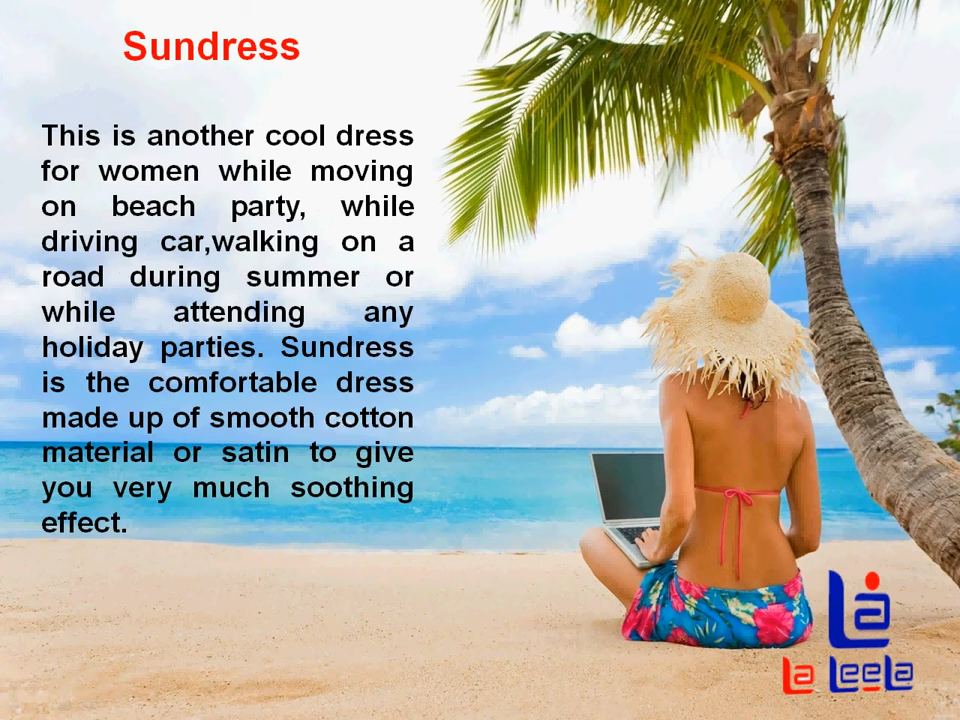 Sundress
This is another cool dress
for women while moving
on beach party, while
driving car,walking on a
road during summer or
while attending any
holiday parties. Sundress
is the comfortable dress
made up of smooth cotton
material or satin to give
you very much soothing
effect.
La
La Leela